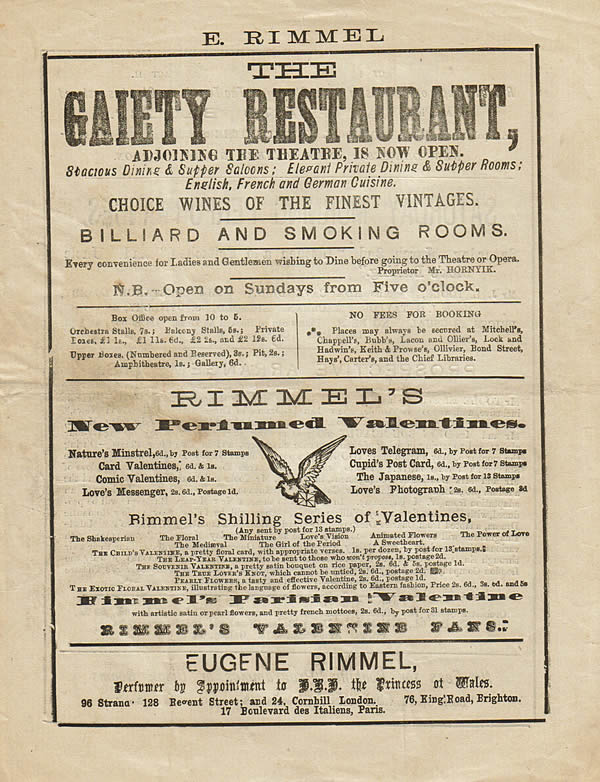 E. RIMMEL
THE
GAIETY RESTAURANT,
ADJOINING THE THEATRE, IS NOW OPEN.
Stacious Dining & Supper Saloons; Elegant Private Dining & Supper Rooms;
English, French and German Cuisine.
CHOICE WINES OF THE FINEST VINTAGES.
BILLIARD AND SMOKING ROOMS.
Every convenience for Ladies and Gentlemen wishing to Dine before going to the Theatre or Opera.
Proprietor Mr. HORNYIK.
N.B.—Open on Sundays from Five o'clock.
Box Office open from 10 to 5.
Orchestra Stalls, 7s.; Balcony Stalls, 5s.; Private
Boxes, £1 1s., £1 11s. 6d., £2 2s., and £2 12s. 6d.
Upper Boxes. (Numbered and Reserved), 3s.; Pit, 2s.;
Amphitheatre, 1s.; Gallery, 6d.
NO FEES FOR BOOKING
Places may always be secured at Mitchell's,
Chappell's, Bubb's, Lacon and Ollier's, Lock and
Hadwin's, Keith & Prowse's, Ollivier, Bond Street,
Hays', Carter's, and the Chief Libraries.
RIMMEL'S
New Perfumed Valentines.
Nature's Minstrel, 6d., by Post for 7 Stamps
Card Valentines, 6d. & 1s.
Comic Valentines, 6d. & 1s.
Love's Messenger, 2s. 6d., Postage 1d.
Loves Telegram, 6d., by Post for 7 Stamps
Cupid's Post Card, 6d., by Post for 7 Stamps
The Japanese, 1s., by Post for 13 Stamps
Love's Photograph 2s. 6d., Postage 2d
Rimmel's Shilling Series of Valentines,
(Any sent by post for 13 stamps.)
The Shakesperian The Floral The Miniature Love's Vision Animated Flowers The Power of Love
The Mediæval The Girl of the Period A Sweetheart.
THE CHILD'S VALENTINE, a pretty floral card, with appropriate verses. 1s. per dozen, by post for 13 stamps.
THE LEAP-YEAR VALENTINE, to be sent to those who won't propose, 1s. postage 2d.
THE SOUVENIR VALENTINE, a pretty satin bouquet on rice paper, 2s. 6d. & 5s, postage 1d.
THE TRUE LOVER'S KNOT, which cannot be untied, 2s. 6d., postage 2d.
PEARLY FLOWERS, a tasty and effective Valentine, 2s. 6d., postage 1d.
THE EXOTIC FLORAL VALENTINE, illustrating the language of flowers, according to Eastern fashion, Price 2s. 6d., 3s. 6d. and 5s
Rimmel's Parisian Valentine
with artistic satin or pearl flowers, and pretty french mottoes, 2s. 6d., by post for 31 stamps.
RIMMEL'S VALENTINE FANS.
EUGENE RIMMEL,
Perfumer by Appointment to H.R.H. the Princess of Wales.
96 Strand 128 Regent Street; and 24, Cornhill London. 76, King Road, Brighton.
17 Boulevard des Italiens, Paris.